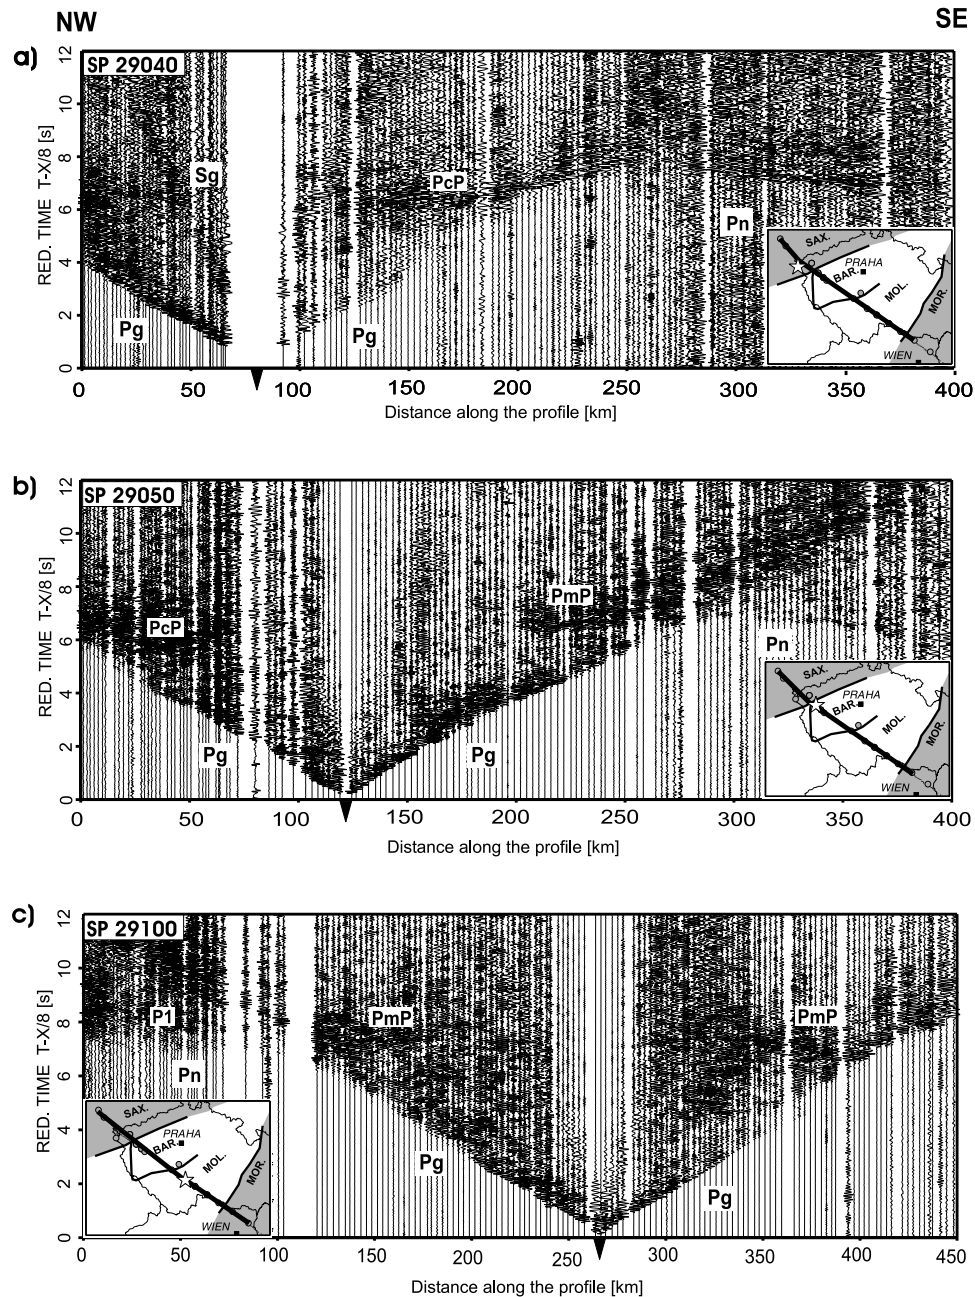 NW SE
a)
SP 29040
RED. TIME T-X/8 [s]
12
10
8
6
4
2
0
Sg
PcP
Pn
Pg
Pg
SAX.
PRAHA
BAR.
MOL.
MOR.
WIEN
0 50 100 150 200 250 300 350 400
Distance along the profile [km]
b)
SP 29050
RED. TIME T-X/8 [s]
12
10
8
6
4
2
0
PmP
PcP
Pn
Pg
Pg
SAX.
PRAHA
BAR.
MOL.
MOR.
WIEN
0 50 100 150 200 250 300 350 400
Distance along the profile [km]
c)
SP 29100
RED. TIME T-X/8 [s]
12
10
8
6
4
2
0
P1
PmP
PmP
Pn
Pg
Pg
SAX.
PRAHA
BAR.
MOL.
MOR.
WIEN
0 50 100 150 200 250 300 350 400 450
Distance along the profile [km]